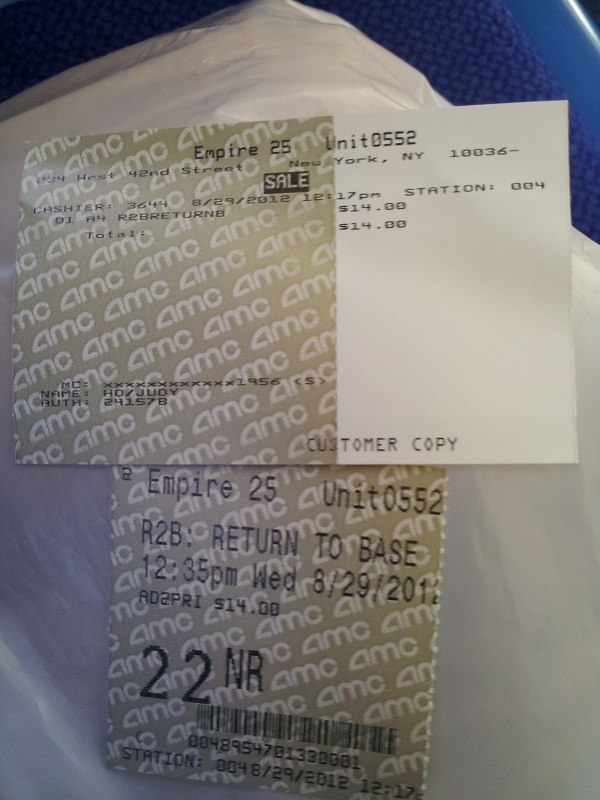 Empire 25 Unit0552
234 West 42nd Street New York, NY 10036-
SALE
CASHIER: 3644 8/29/2012 12:17pm STATION: 004
01 A4 R2BRETURNB $14.00
Total: $14.00
MC: xxxxxxxxxxxx1956 <S>
NAME: HO/JUDY
AUTH: 241578
CUSTOMER COPY
Empire 25 Unit0552
R2B: RETURN TO BASE
12:35pm Wed 8/29/2012
AD2PRI $14.00
22 NR
0048954701330001
STATION: 004 8/29/2012 12:17
amc